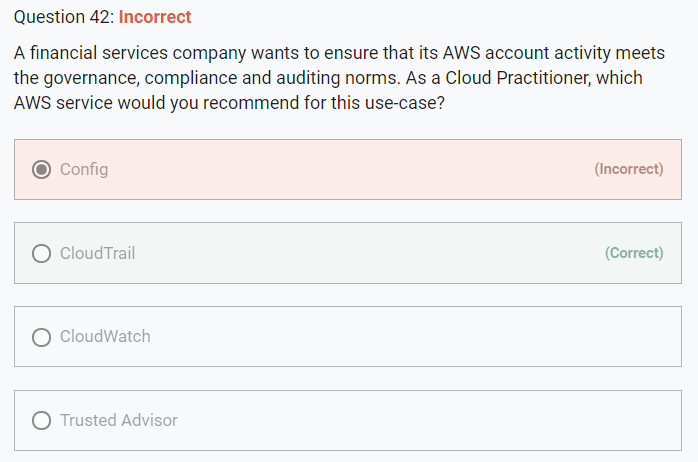 Question 42: Incorrect
A financial services company wants to ensure that its AWS account activity meets
the governance, compliance and auditing norms. As a Cloud Practitioner, which
AWS service would you recommend for this use-case?
Config (Incorrect)
CloudTrail (Correct)
CloudWatch
Trusted Advisor